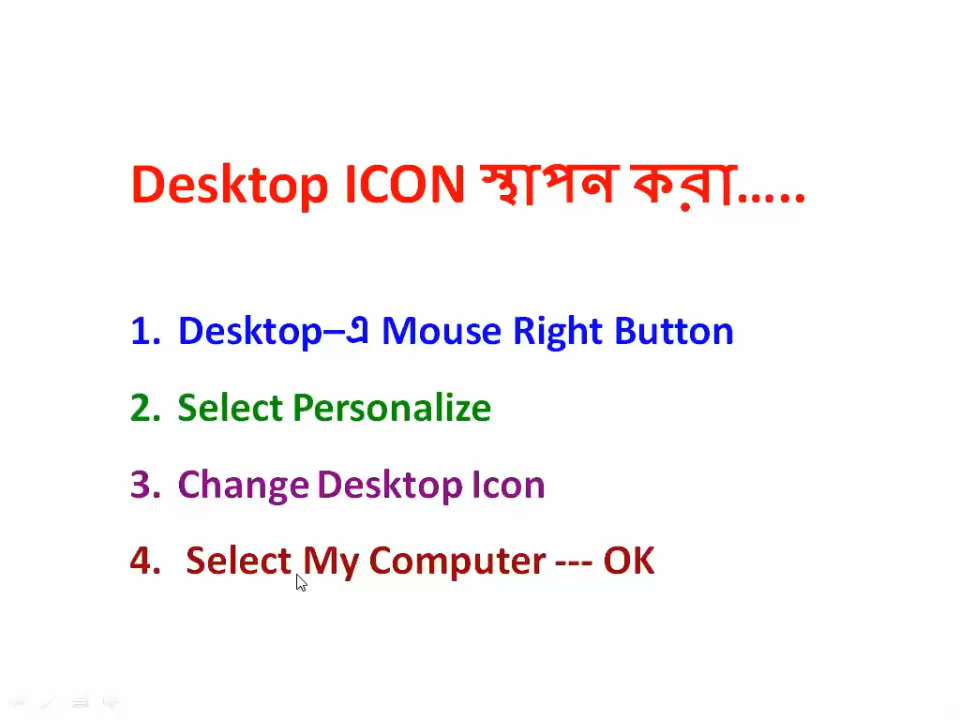 Desktop ICON স্থাপন করা.....
1. Desktop–এ Mouse Right Button
2. Select Personalize
3. Change Desktop Icon
4. Select My Computer --- OK